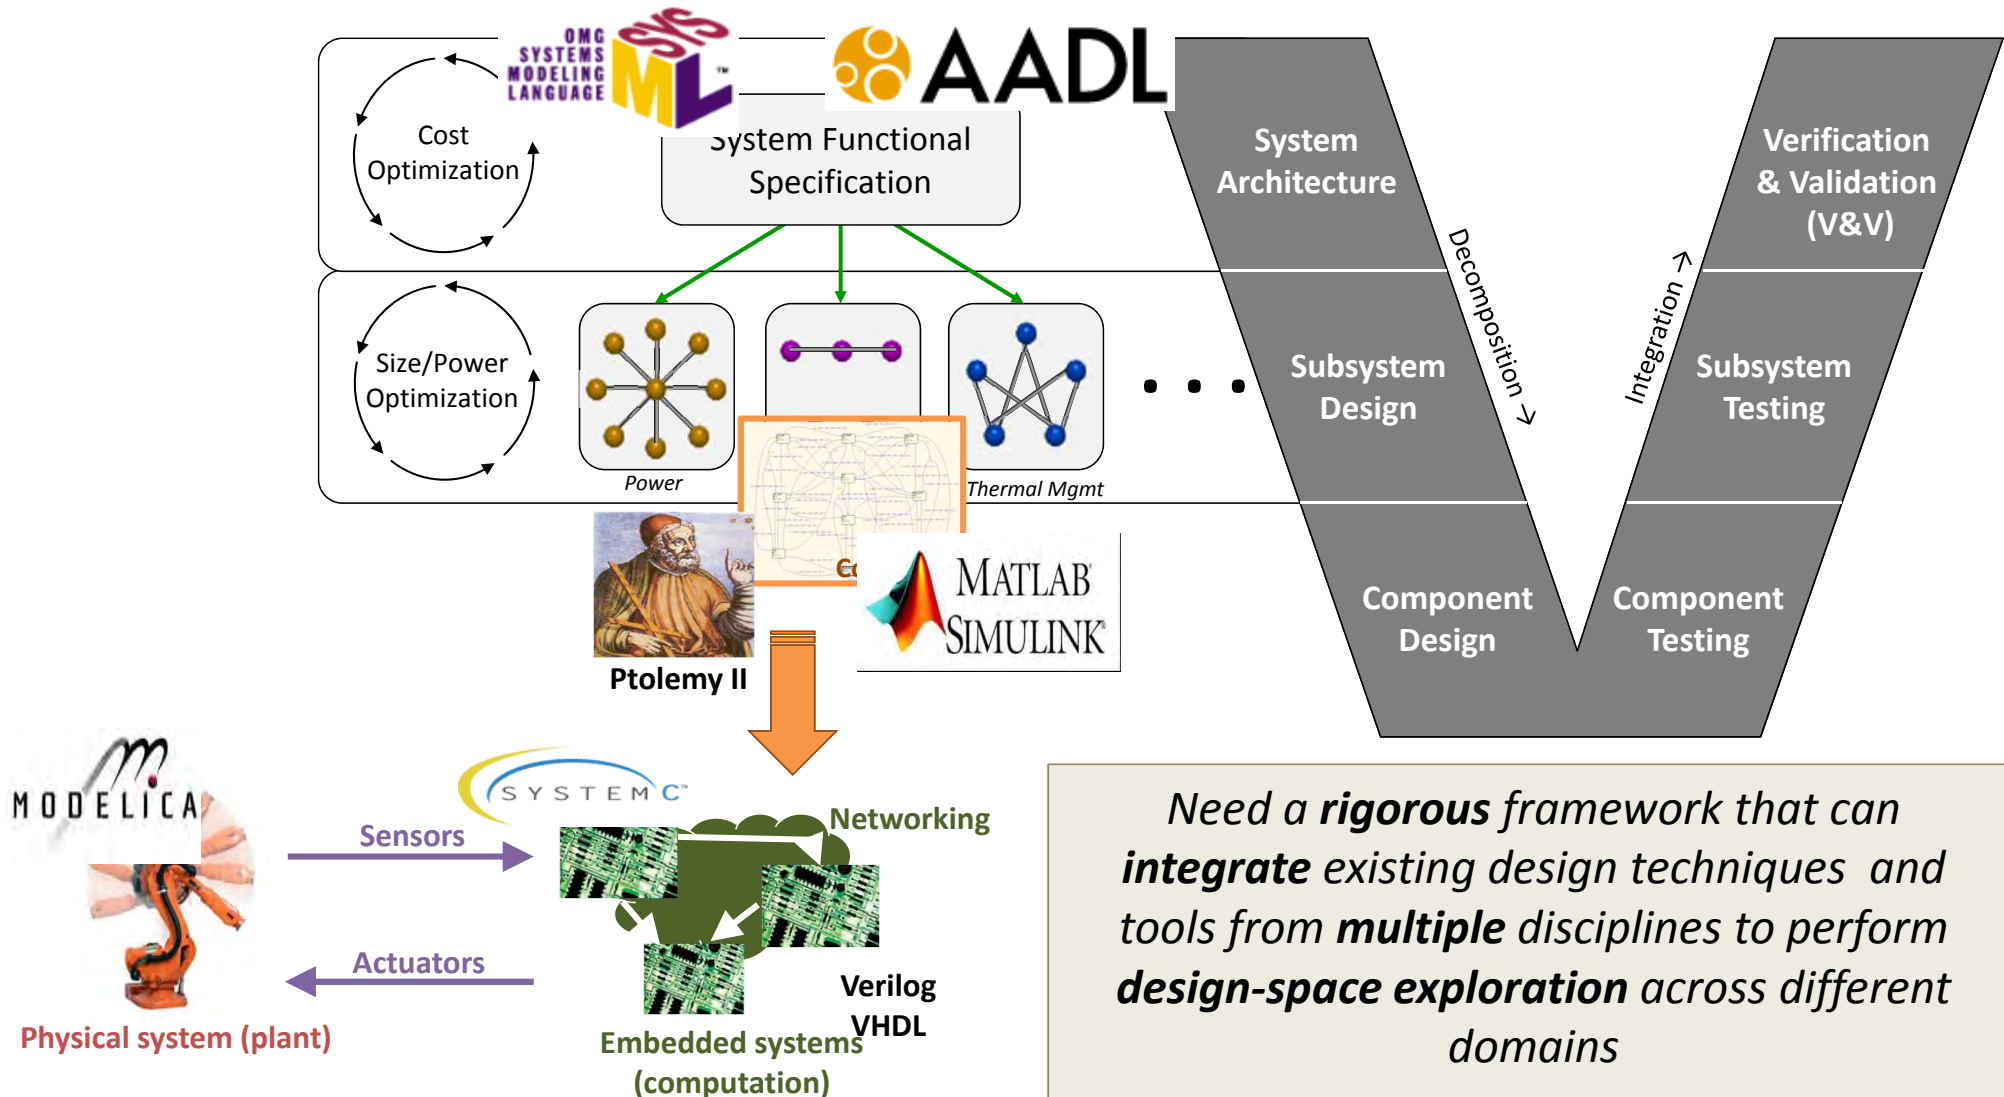 OMG
SYSTEMS
MODELING
LANGUAGE
SYS
ML™
AADL
Cost
Optimization
System Functional
Specification
System
Architecture
Verification
& Validation
(V&V)
Decomposition →
Integration →
Size/Power
Optimization
Power
Thermal Mgmt
. . .
Subsystem
Design
Subsystem
Testing
Component
Design
Component
Testing
MATLAB®
SIMULINK®
Ptolemy II
MODELICA
SYSTEM C™
Sensors
Actuators
Networking
Verilog
VHDL
Physical system (plant)
Embedded systems
(computation)
Need a rigorous framework that can
integrate existing design techniques and
tools from multiple disciplines to perform
design-space exploration across different
domains